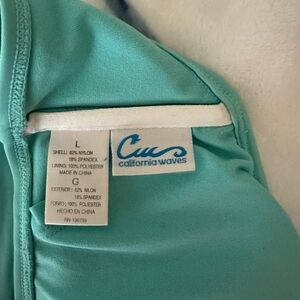 L
SHELL: 82% NYLON
18% SPANDEX
LINING: 100% POLYESTER
MADE IN CHINA
G
EXTERIOR: 82% NILON
18% SPANDEX
FORRO: 100% POLIESTER
HECHO EN CHINA
california waves